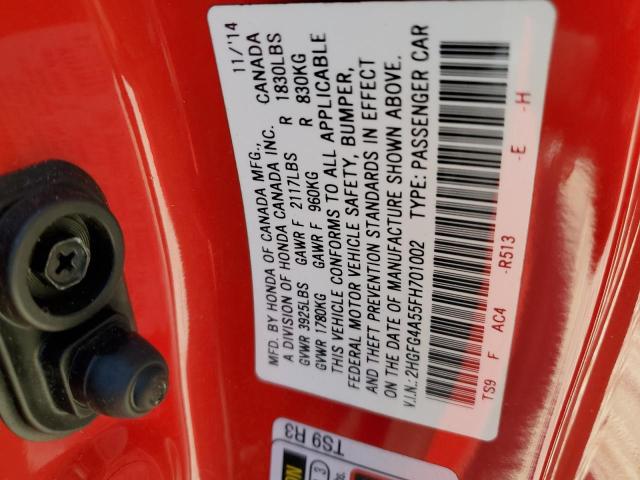 MFD. BY HONDA OF CANADA MFG., 11/'14
A DIVISION OF HONDA CANADA INC. CANADA
GVWR 3925LBS GAWR F 2117LBS R 1830LBS
GVWR 1780KG GAWR F 960KG R 830KG
THIS VEHICLE CONFORMS TO ALL APPLICABLE
FEDERAL MOTOR VEHICLE SAFETY, BUMPER,
AND THEFT PREVENTION STANDARDS IN EFFECT
ON THE DATE OF MANUFACTURE SHOWN ABOVE.
V.I.N.: 2HGFG4A55FH701002 TYPE: PASSENGER CAR
TS9 F AC4 -R513 -E -H
TS9 R3